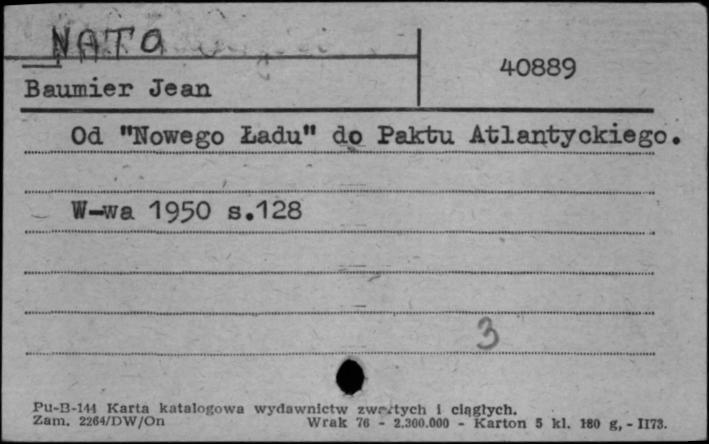 NATO
40889
Baumier Jean
Od "Nowego Ładu" do Paktu Atlantyckiego.
W-wa 1950 s.128
3
Pu-B-144 Karta katalogowa wydawnictw zwartych i ciągłych.
Zam. 2264/DW/On Wrak 76 - 2.300.000 - Karton 5 kl. 180 g, - II73.